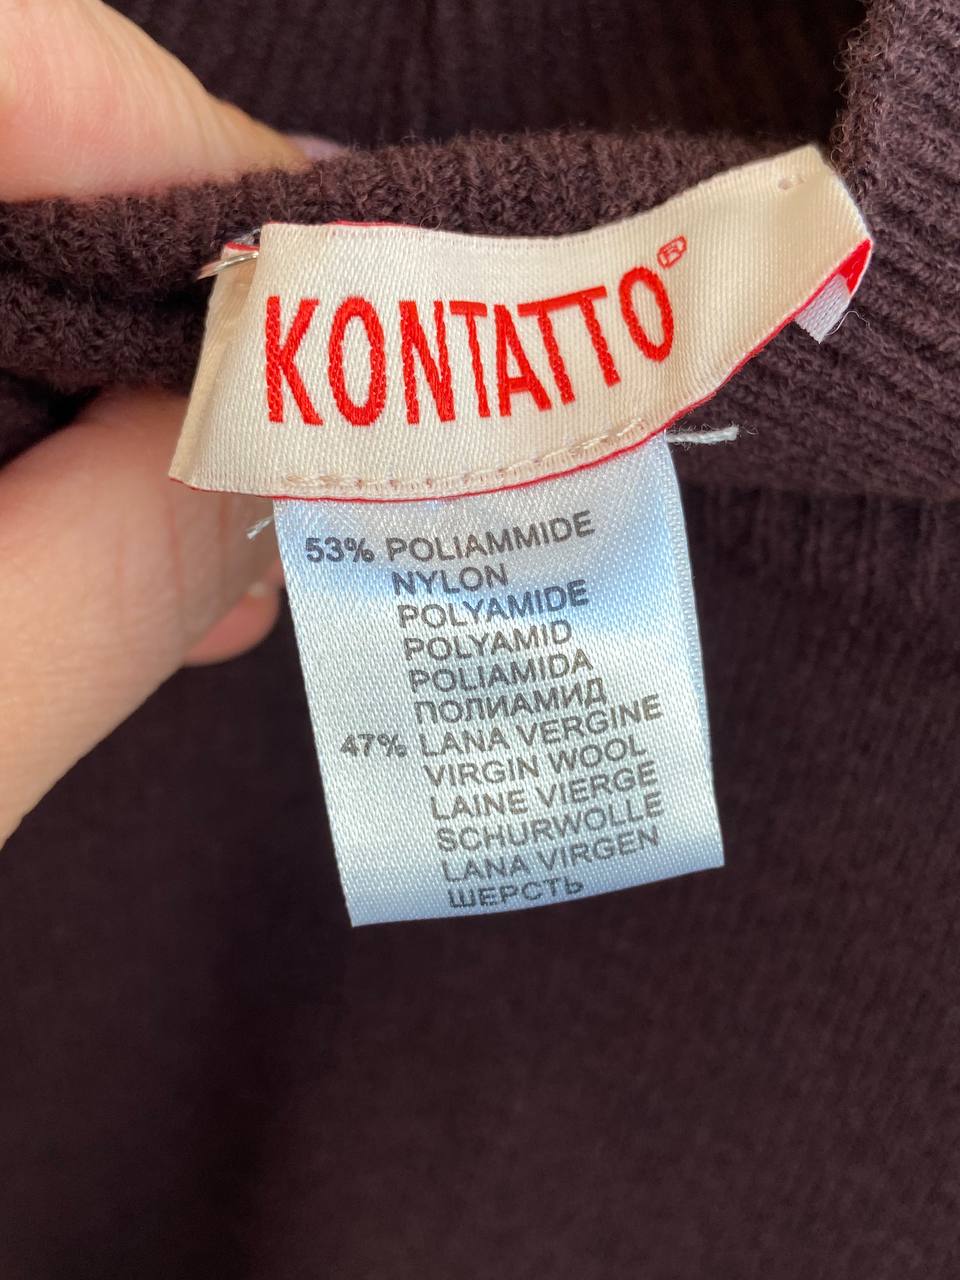 KONTATTO®
53% POLIAMMIDE
NYLON
POLYAMIDE
POLYAMID
POLIAMIDA
ПОЛИАМИД
47% LANA VERGINE
VIRGIN WOOL
LAINE VIERGE
SCHURWOLLE
LANA VIRGEN
ШЕРСТЬ